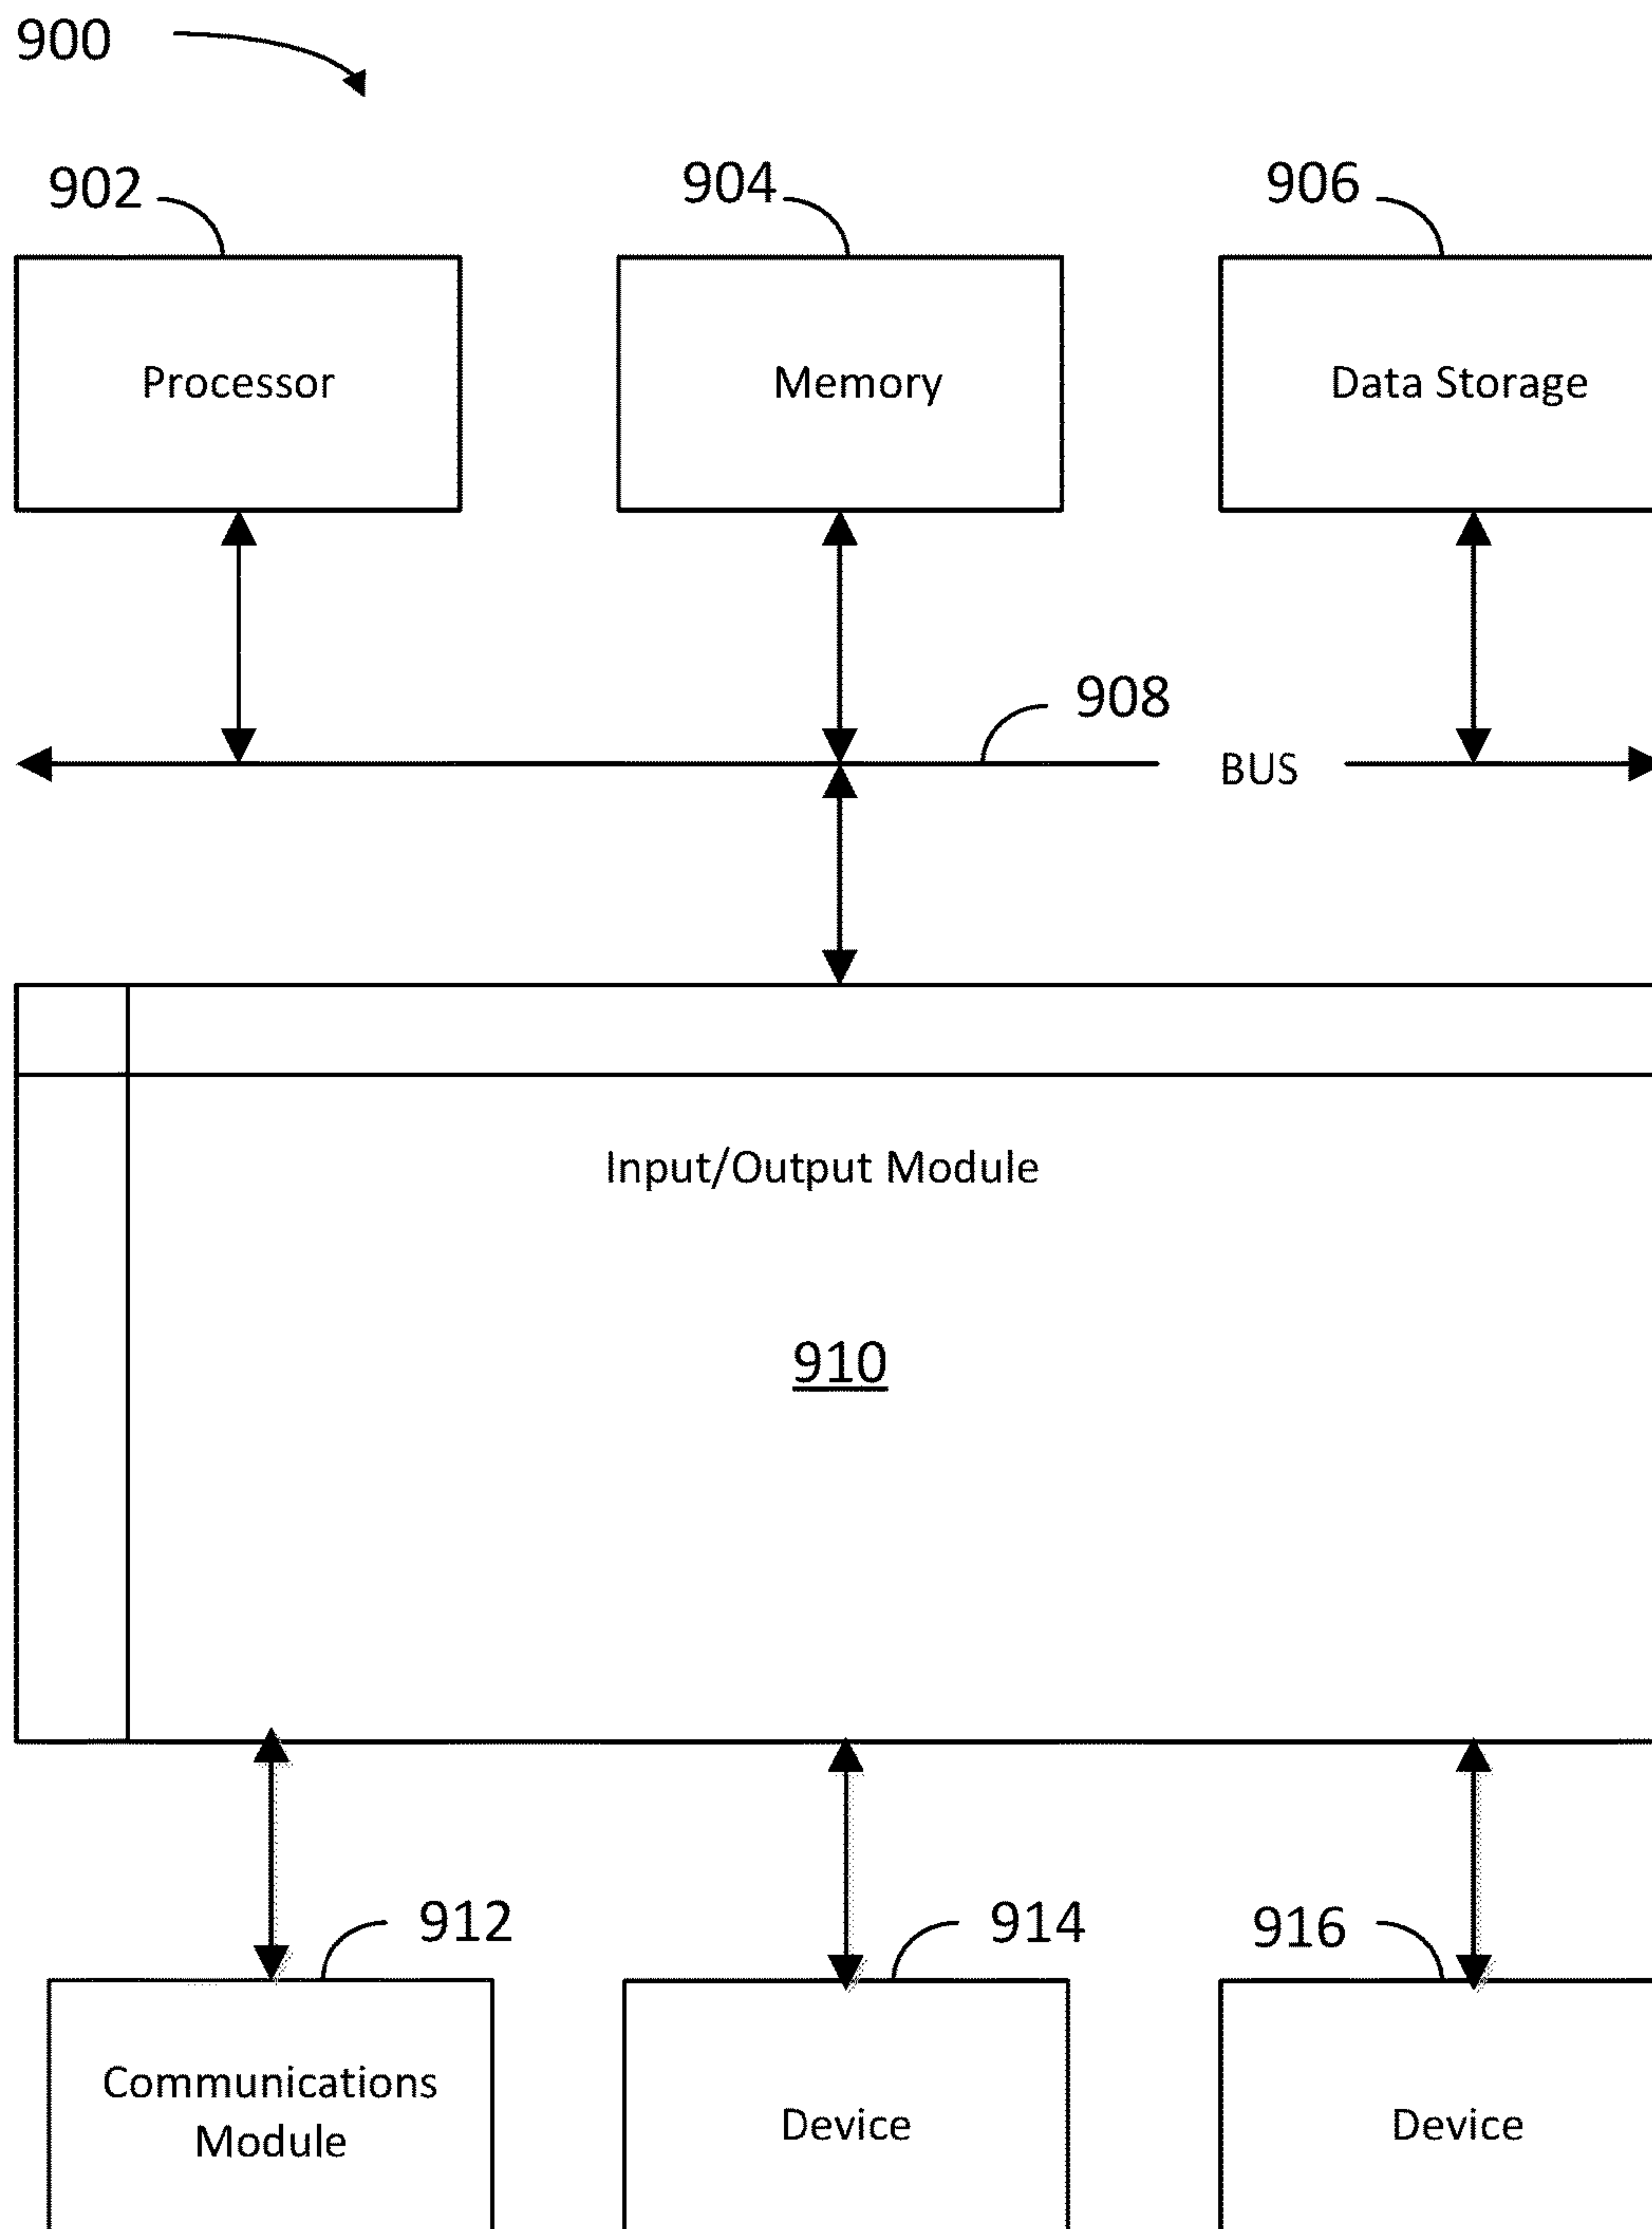 900
902
904
906
Processor
Memory
Data Storage
908
BUS
Input/Output Module
910
912
914
916
Communications
Module
Device
Device